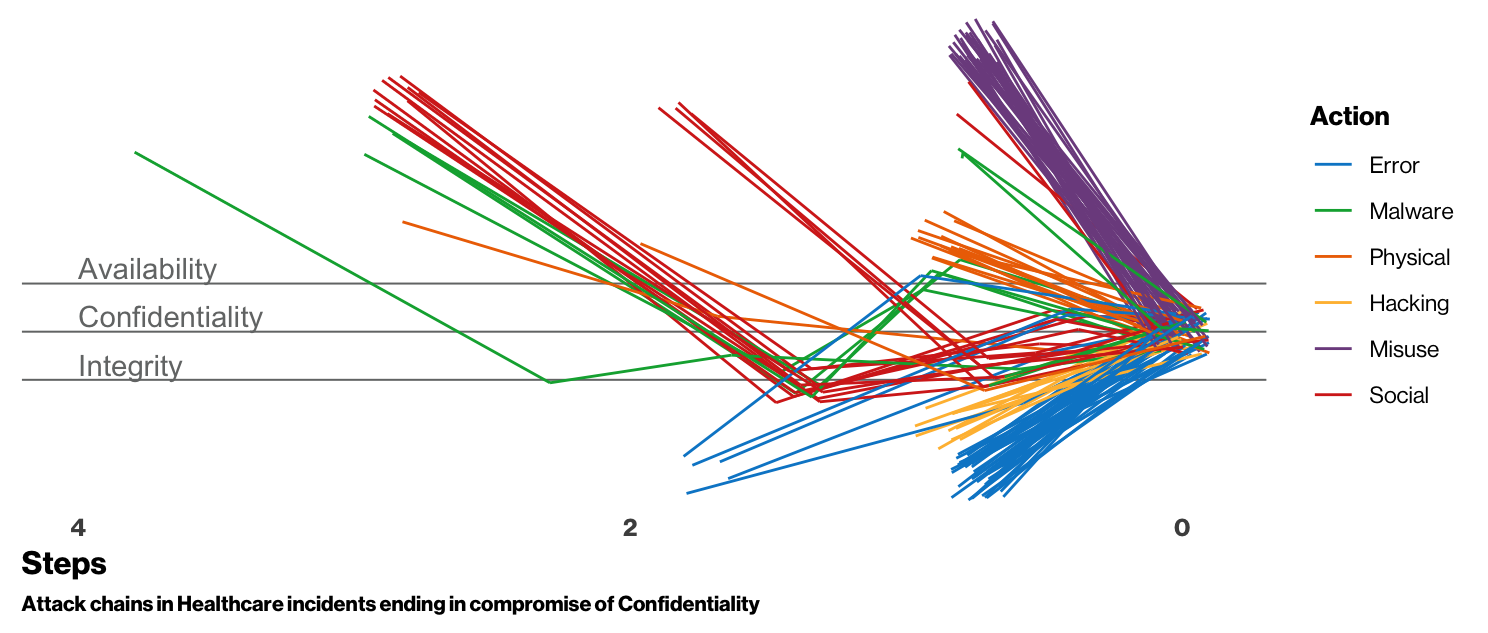 Action
Error
Malware
Physical
Hacking
Misuse
Social
Availability
Confidentiality
Integrity
4 2 0
Steps
Attack chains in Healthcare incidents ending in compromise of Confidentiality